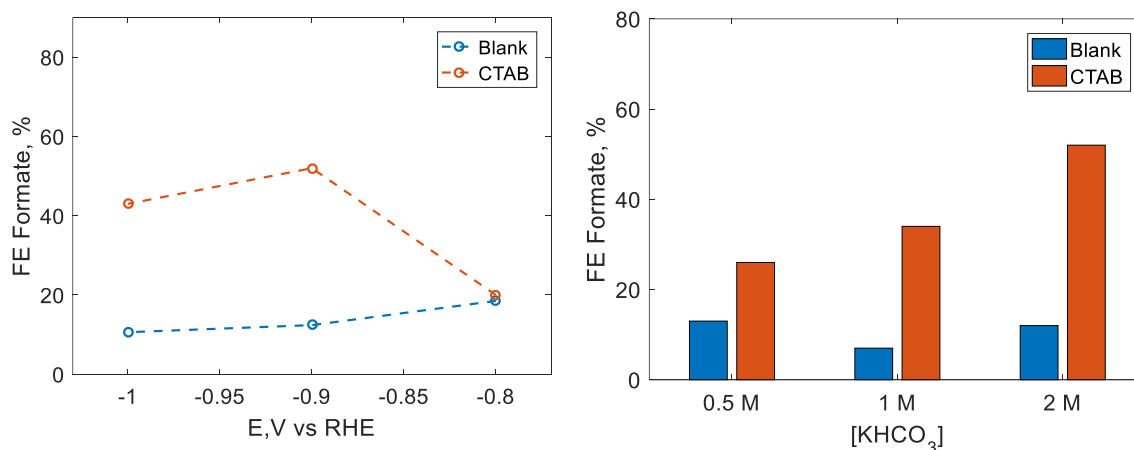 80
60
40
20
0
FE Formate, %
Blank
CTAB
-1
-0.95
-0.9
-0.85
-0.8
E,V vs RHE
80
60
40
20
0
FE Formate, %
Blank
CTAB
0.5 M
1 M
2 M
[KHCO₃]